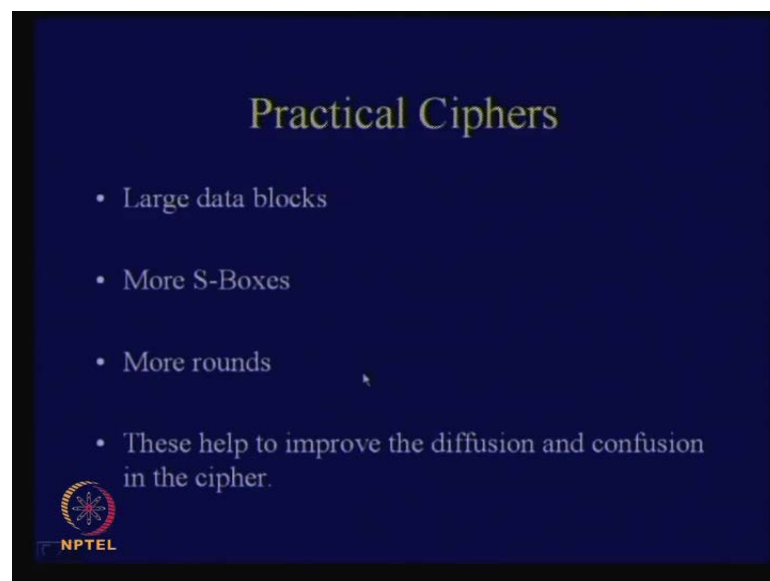 Practical Ciphers
• Large data blocks
• More S-Boxes
• More rounds
• These help to improve the diffusion and confusion
in the cipher.
NPTEL